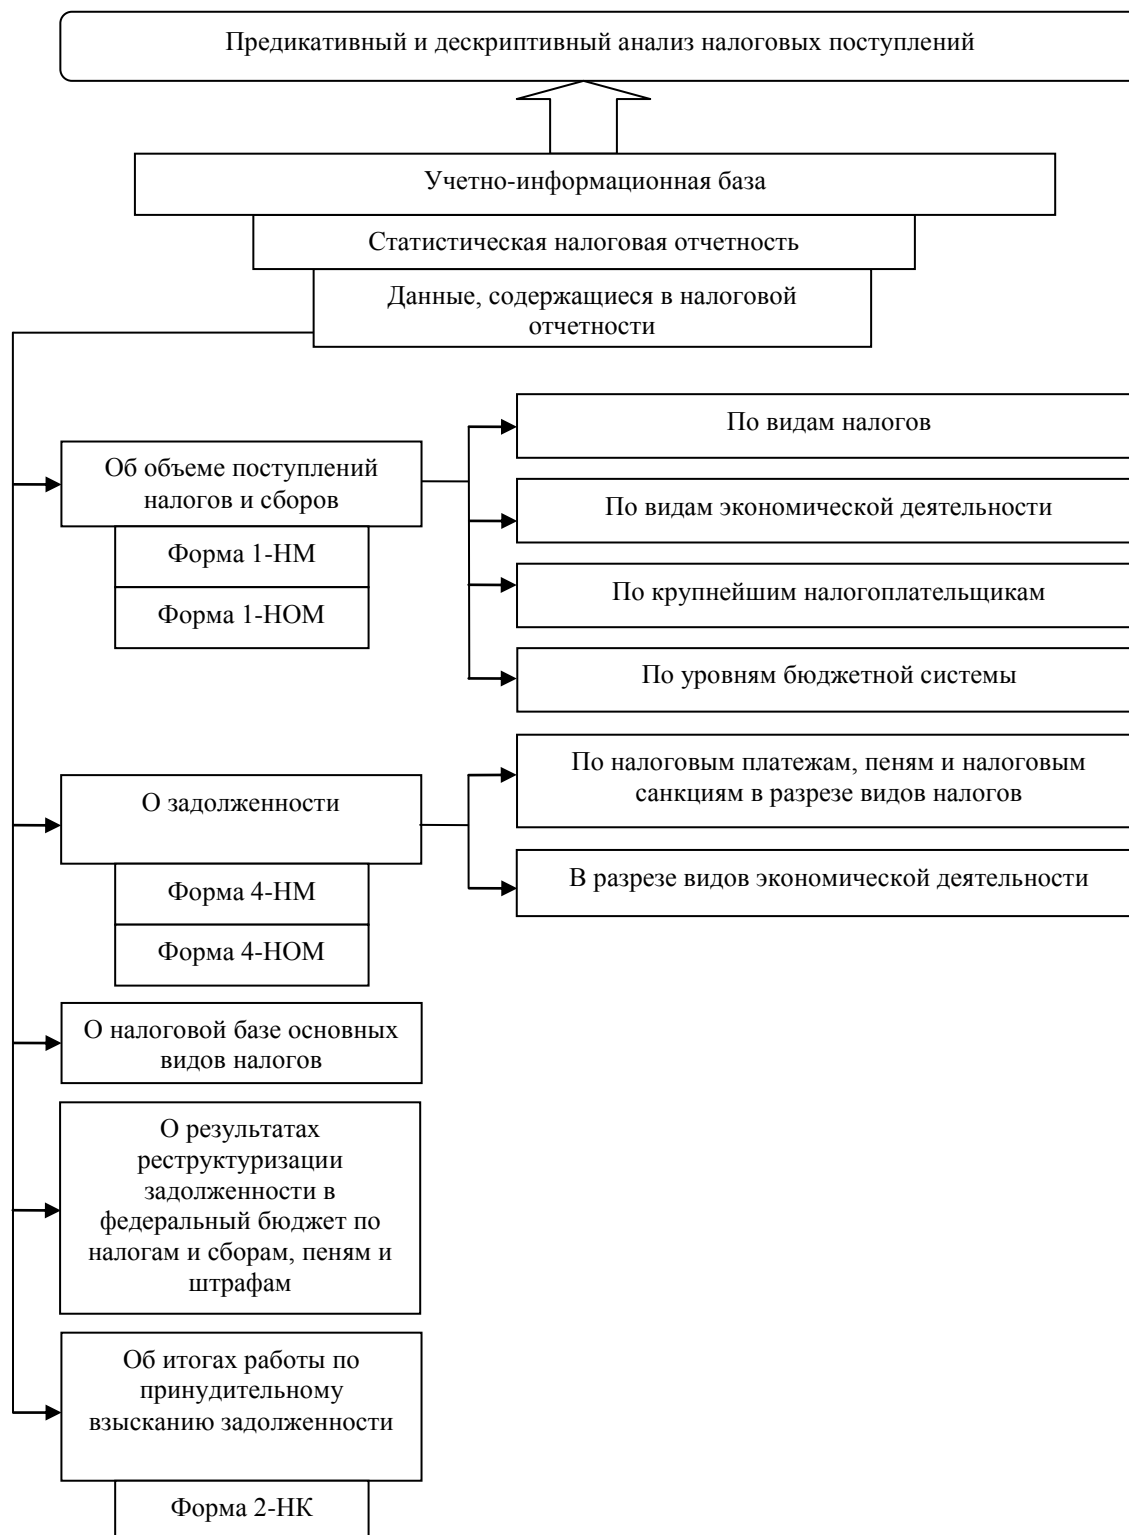 Предикативный и дескриптивный анализ налоговых поступлений
Учетно-информационная база
Статистическая налоговая отчетность
Данные, содержащиеся в налоговой
отчетности
Об объеме поступлений
налогов и сборов
Форма 1-НМ
Форма 1-НОМ
По видам налогов
По видам экономической деятельности
По крупнейшим налогоплательщикам
По уровням бюджетной системы
О задолженности
Форма 4-НМ
Форма 4-НОМ
По налоговым платежам, пеням и налоговым
санкциям в разрезе видов налогов
В разрезе видов экономической деятельности
О налоговой базе основных
видов налогов
О результатах
реструктуризации
задолженности в
федеральный бюджет по
налогам и сборам, пеням и
штрафам
Об итогах работы по
принудительному
взысканию задолженности
Форма 2-НК